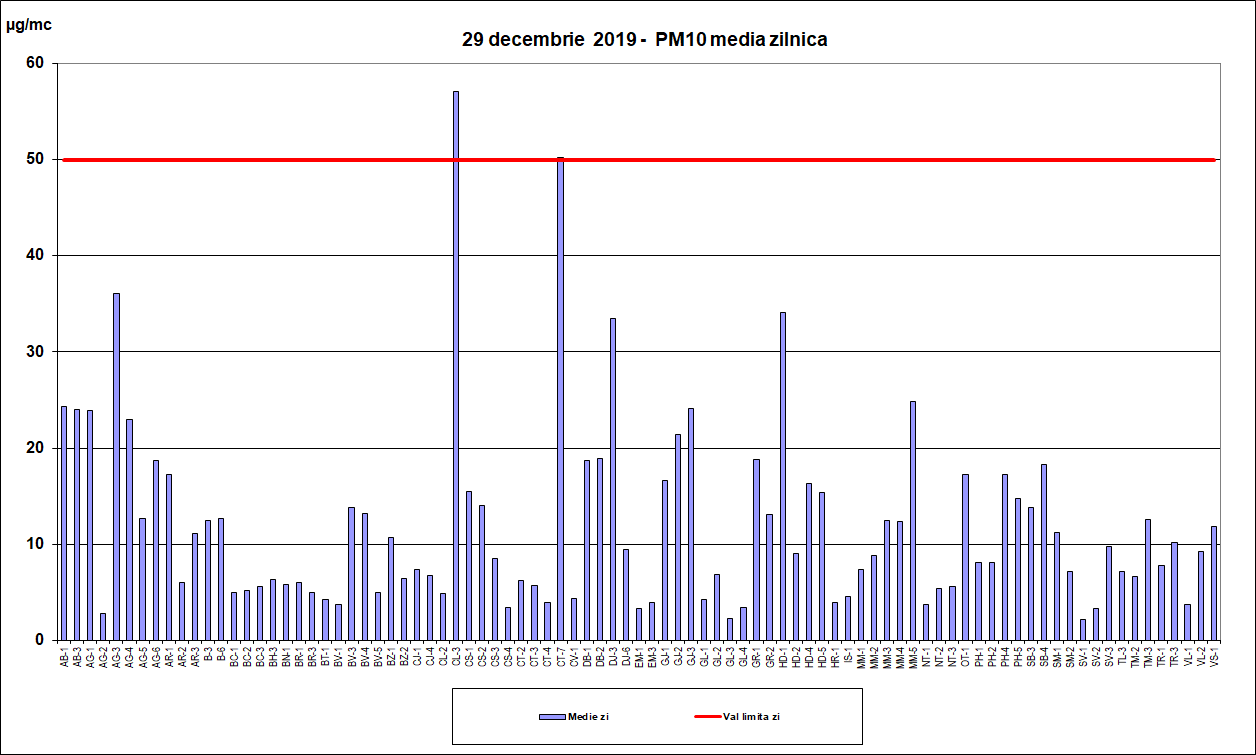 µg/mc
29 decembrie 2019 - PM10 media zilnica
60
50
40
30
20
10
0
AB-1 AB-3 AG-1 AG-2 AG-3 AG-4 AG-5 AG-6 AR-1 AR-2 AR-3 B-3 B-6 BC-1 BC-2 BC-3 BH-3 BN-1 BR-1 BR-3 BT-1 BV-1 BV-3 BV-4 BV-5 BZ-1 BZ-2 CJ-1 CJ-4 CL-2 CL-3 CS-1 CS-2 CS-3 CS-4 CT-2 CT-3 CT-4 CT-7 CV-1 DB-1 DB-2 DJ-3 DJ-6 EM-1 EM-3 GJ-1 GJ-2 GJ-3 GL-1 GL-2 GL-3 GL-4 GR-1 GR-2 HD-1 HD-2 HD-4 HD-5 HR-1 IS-1 MM-1 MM-2 MM-3 MM-4 MM-5 NT-1 NT-2 NT-3 OT-1 PH-1 PH-2 PH-4 PH-5 SB-3 SB-4 SM-1 SM-2 SV-1 SV-2 SV-3 TL-3 TM-2 TM-3 TR-1 TR-3 VL-1 VL-2 VS-1
Medie zi Val limita zi